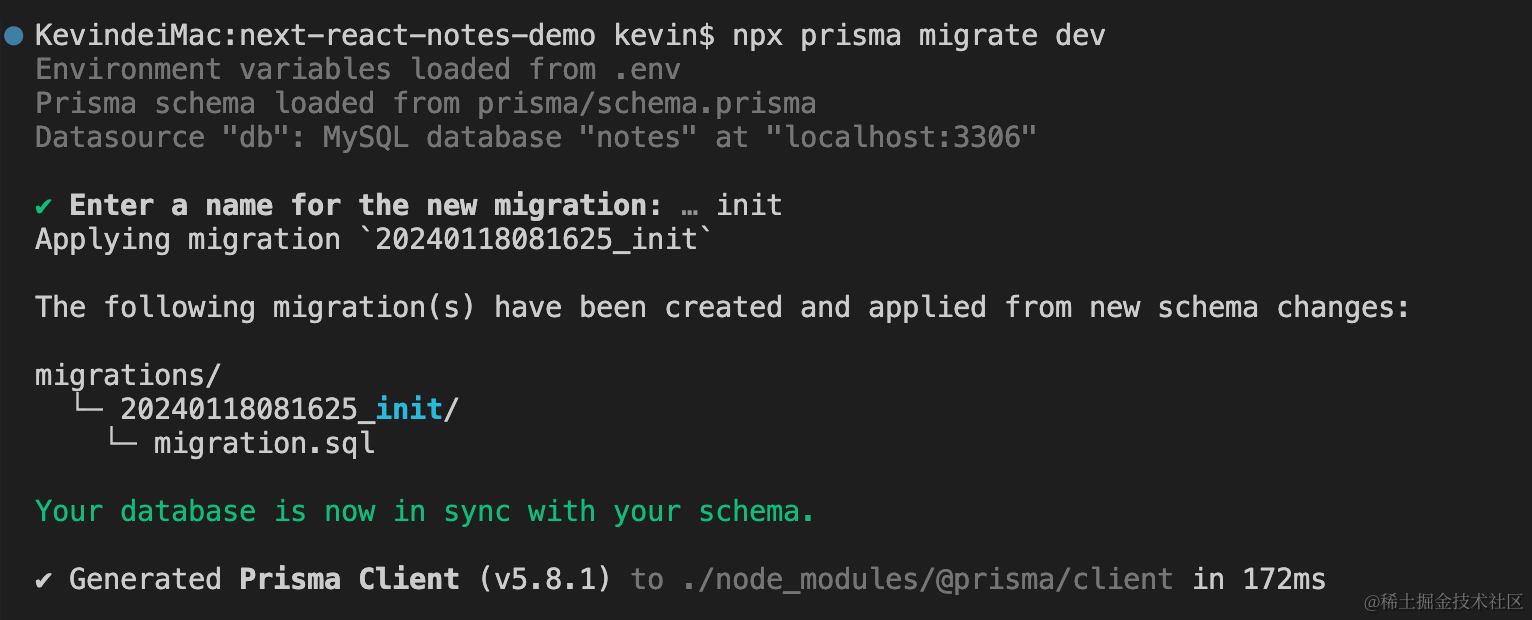 KevindeiMac:next-react-notes-demo kevin$ npx prisma migrate dev
Environment variables loaded from .env
Prisma schema loaded from prisma/schema.prisma
Datasource "db": MySQL database "notes" at "localhost:3306"
✔ Enter a name for the new migration: … init
Applying migration `20240118081625_init`
The following migration(s) have been created and applied from new schema changes:
migrations/
└─ 20240118081625_init/
└─ migration.sql
Your database is now in sync with your schema.
✔ Generated Prisma Client (v5.8.1) to ./node_modules/@prisma/client in 172ms
@稀土掘金技术社区